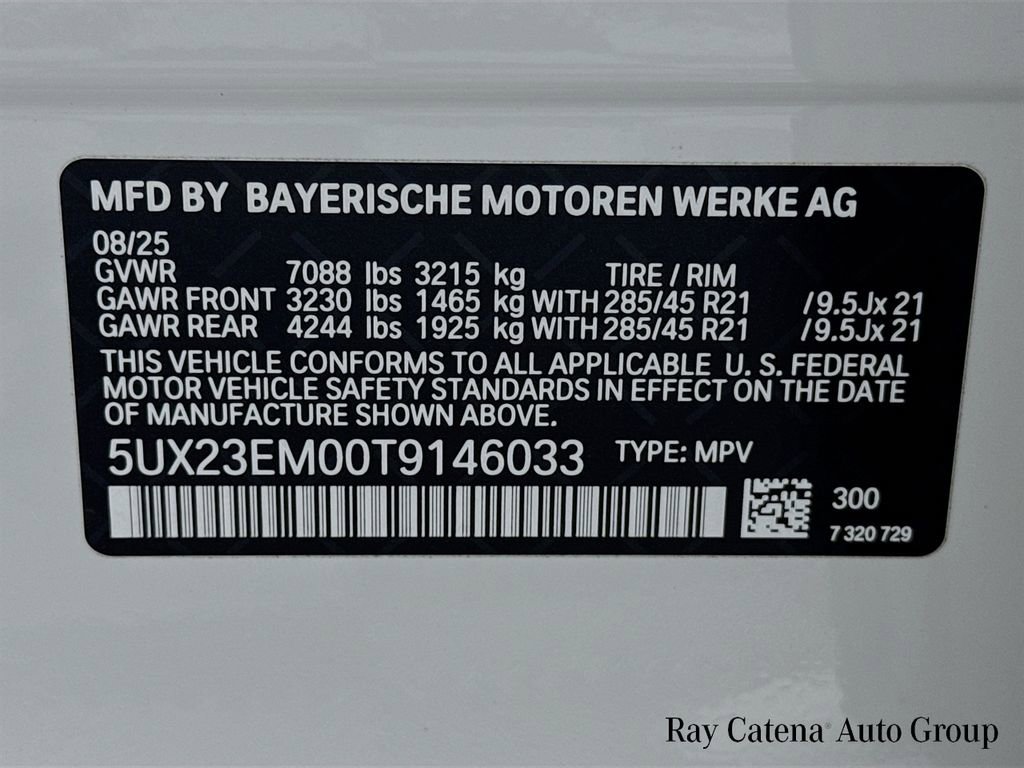 MFD BY BAYERISCHE MOTOREN WERKE AG
08/25
GVWR 7088 lbs 3215 kg TIRE / RIM
GAWR FRONT 3230 lbs 1465 kg WITH 285/45 R21 /9.5Jx 21
GAWR REAR 4244 lbs 1925 kg WITH 285/45 R21 /9.5Jx 21
THIS VEHICLE CONFORMS TO ALL APPLICABLE U. S. FEDERAL
MOTOR VEHICLE SAFETY STANDARDS IN EFFECT ON THE DATE
OF MANUFACTURE SHOWN ABOVE.
5UX23EM00T9146033 TYPE: MPV
300
7 320 729
Ray Catena® Auto Group